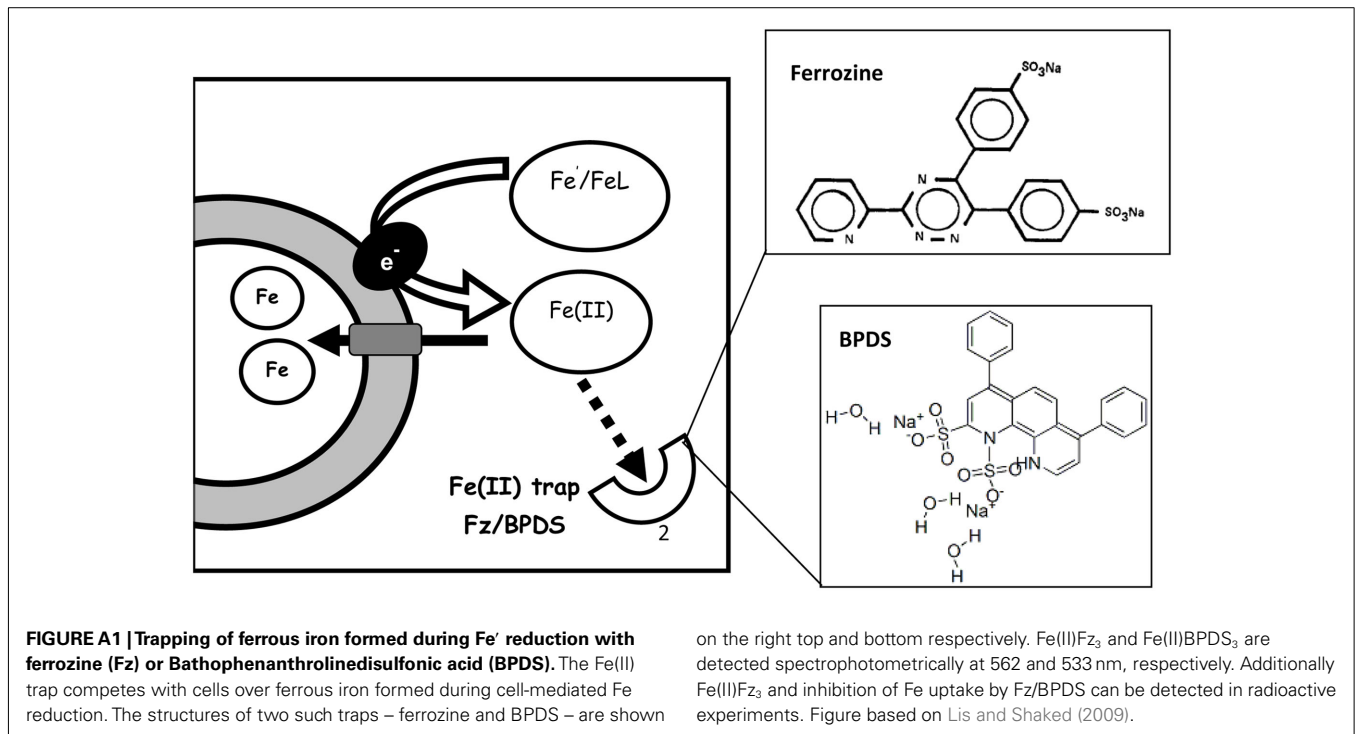 Ferrozine
SO₃Na
N
N
N
N
SO₃Na
Fe'/FeL
e-
Fe
Fe
Fe(II)
Fe(II) trap
Fz/BPDS
2
BPDS
H
O
H
Na⁺
O
⁻O
S
O
N
O
S
O
HN
O⁻
O
H
H
Na⁺
H
O
H
FIGURE A1 | Trapping of ferrous iron formed during Fe′ reduction with
ferrozine (Fz) or Bathophenanthrolinedisulfonic acid (BPDS). The Fe(II)
trap competes with cells over ferrous iron formed during cell-mediated Fe
reduction. The structures of two such traps – ferrozine and BPDS – are shown
on the right top and bottom respectively. Fe(II)Fz₃ and Fe(II)BPDS₃ are
detected spectrophotometrically at 562 and 533 nm, respectively. Additionally
Fe(II)Fz₃ and inhibition of Fe uptake by Fz/BPDS can be detected in radioactive
experiments. Figure based on Lis and Shaked (2009).